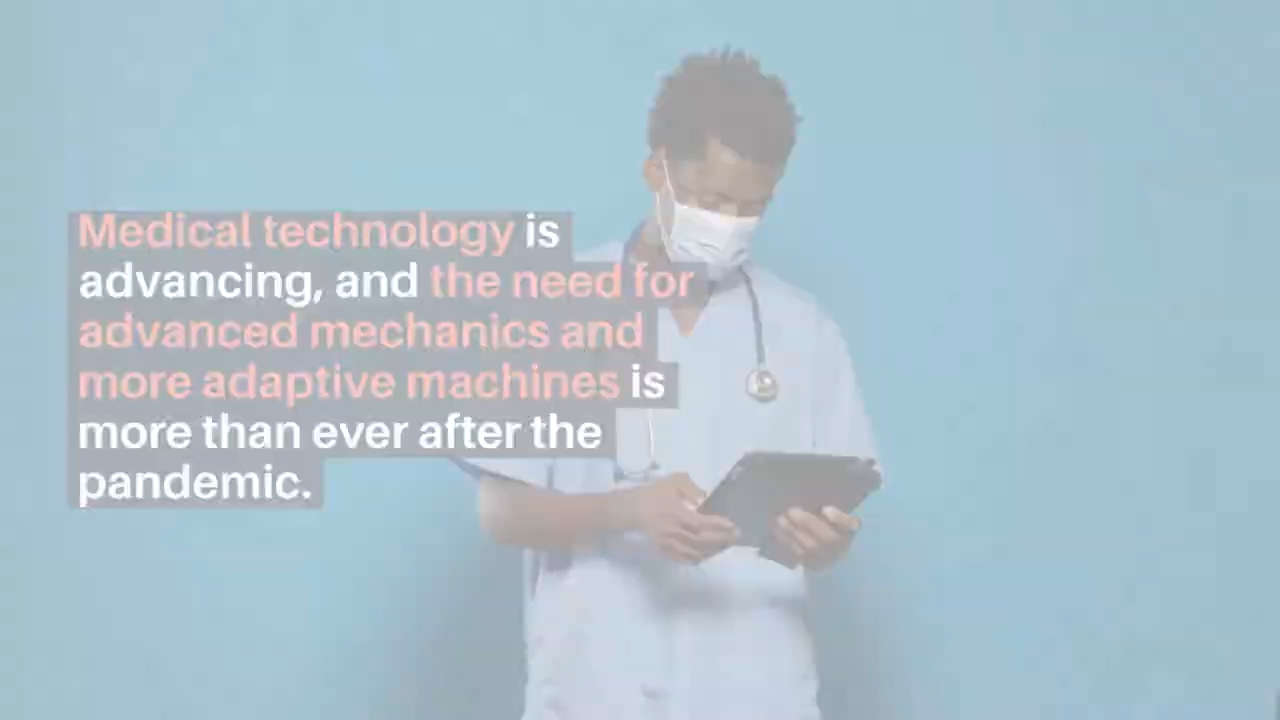 Medical technology is
advancing, and the need for
advanced mechanics and
more adaptive machines is
more than ever after the
pandemic.